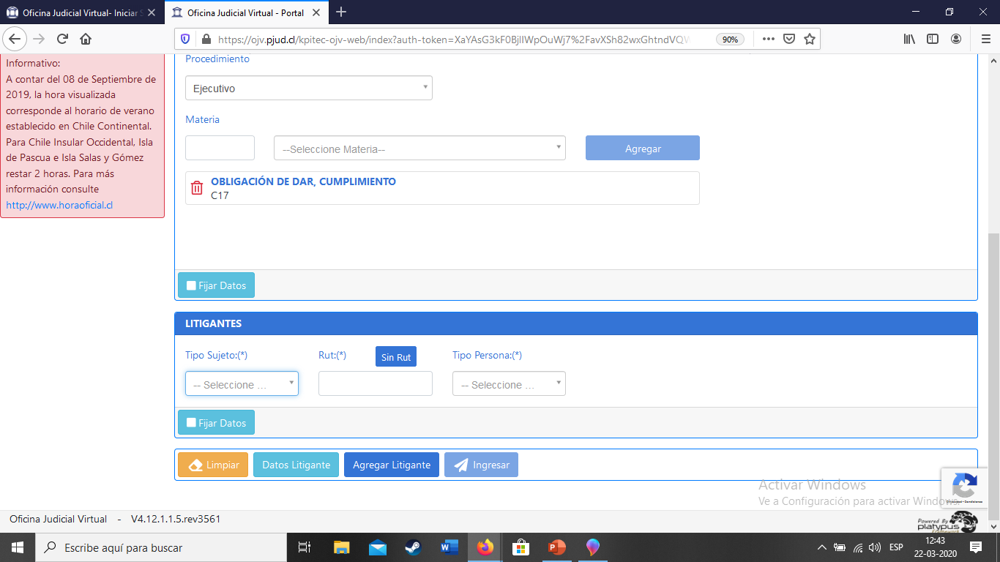 Oficina Judicial Virtual- Iniciar S
Oficina Judicial Virtual - Portal
https://ojv.pjud.cl/kpitec-ojv-web/index?auth-token=XaYAsG3kF0BjlIWpOuWj7%2FavXSh82wxGhtndVQW
90%
Informativo:
A contar del 08 de Septiembre de
2019, la hora visualizada
corresponde al horario de verano
establecido en Chile Continental.
Para Chile Insular Occidental, Isla
de Pascua e Isla Salas y Gómez
restar 2 horas. Para más
información consulte
http://www.horaoficial.cl
Procedimiento
Ejecutivo
Materia
--Seleccione Materia--
Agregar
OBLIGACIÓN DE DAR, CUMPLIMIENTO
C17
Fijar Datos
LITIGANTES
Tipo Sujeto:(*)
Rut:(*)
Sin Rut
Tipo Persona:(*)
-- Seleccione ...
-- Seleccione ...
Fijar Datos
Limpiar
Datos Litigante
Agregar Litigante
Ingresar
Activar Windows
Ve a Configuración para activar Windows.
Oficina Judicial Virtual - V4.12.1.1.5.rev3561
Powered By
platypus
Escribe aquí para buscar
ESP
12:43
22-03-2020